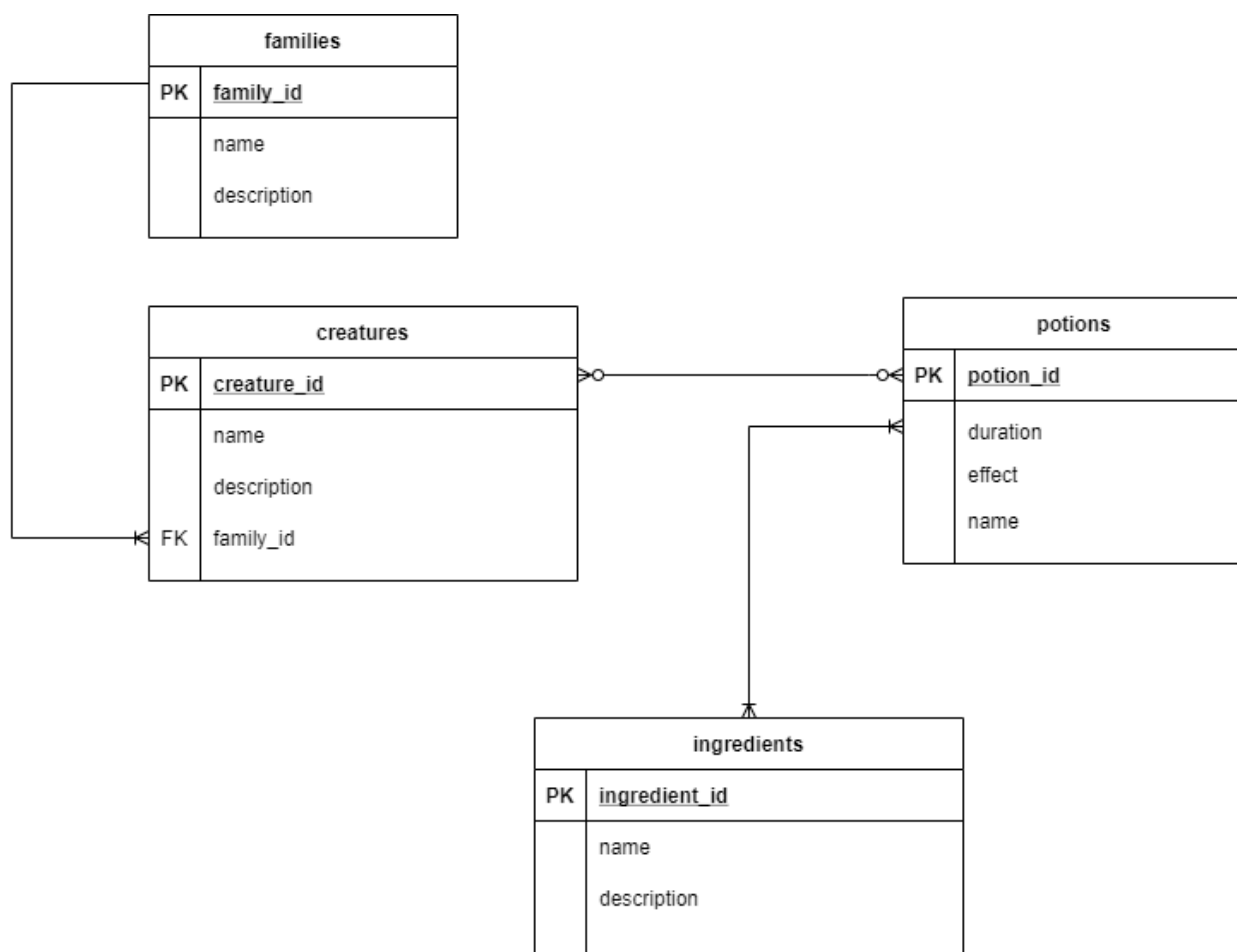 families
PK family_id
name
description
creatures
PK creature_id
name
description
FK family_id
potions
PK potion_id
duration
effect
name
ingredients
PK ingredient_id
name
description